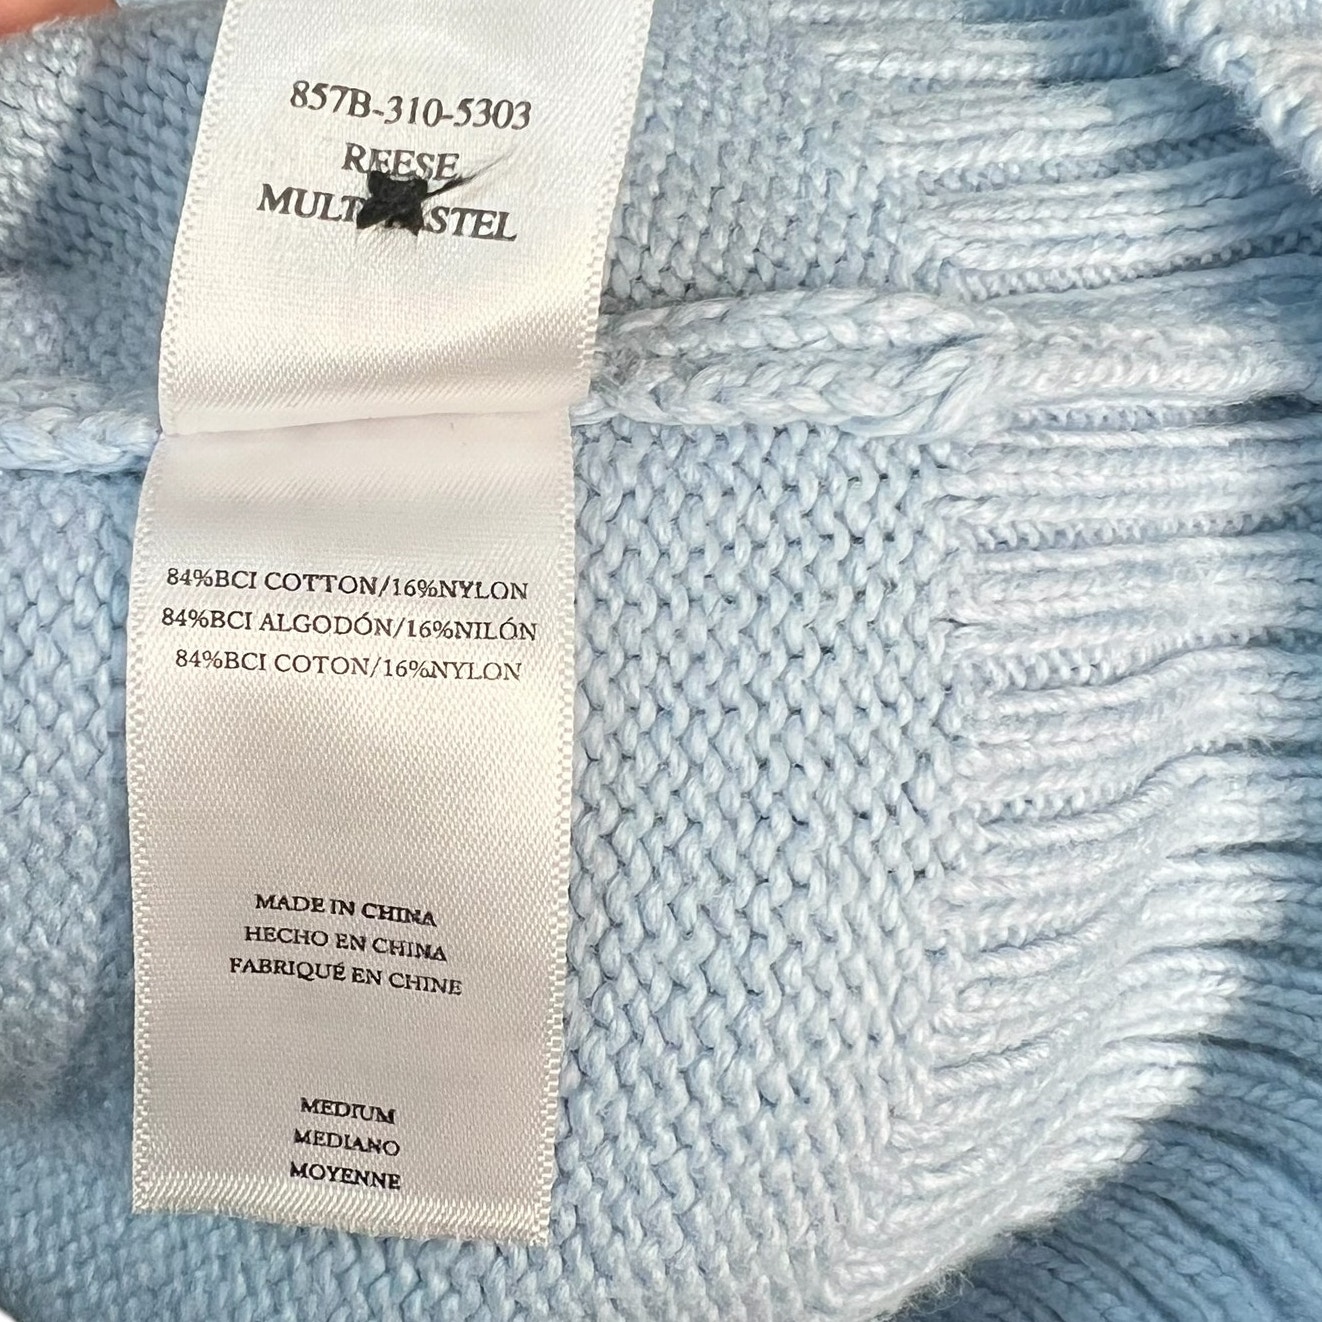 857B-310-5303
REESE
84%BCI COTTON/16%NYLON
84%BCI ALGODÓN/16%NILÓN
84%BCI COTON/16%NYLON
MADE IN CHINA
HECHO EN CHINA
FABRIQUÉ EN CHINE
MEDIUM
MEDIANO
MOYENNE